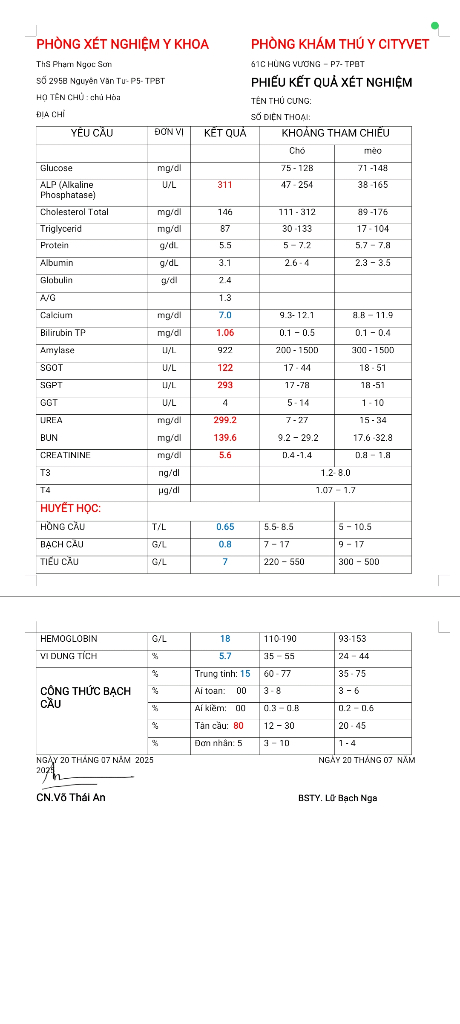 PHÒNG XÉT NGHIỆM Y KHOA
ThS Phạm Ngọc Sơn
SỐ 295B Nguyễn Văn Tư- P5- TPBT
HỌ TÊN CHỦ : chú Hòa
ĐỊA CHỈ
PHÒNG KHÁM THÚ Y CITYVET
61C HÙNG VƯƠNG – P7- TPBT
PHIẾU KẾT QUẢ XÉT NGHIỆM
TÊN THÚ CƯNG:
SỐ ĐIỆN THOẠI:
YÊU CẦU ĐƠN VỊ KẾT QUẢ KHOẢNG THAM CHIẾU
Chó mèo
Glucose mg/dl 75 - 128 71 -148
ALP (Alkaline U/L 311 47 - 254 38 -165
Phosphatase)
Cholesterol Total mg/dl 146 111 - 312 89 -176
Triglycerid mg/dl 87 30 -133 17 - 104
Protein g/dL 5.5 5 – 7.2 5.7 – 7.8
Albumin g/dL 3.1 2.6 - 4 2.3 – 3.5
Globulin g/dl 2.4
A/G 1.3
Calcium mg/dl 7.0 9.3- 12.1 8.8 – 11.9
Bilirubin TP mg/dl 1.06 0.1 – 0.5 0.1 – 0.4
Amylase U/L 922 200 - 1500 300 - 1500
SGOT U/L 122 17 - 44 18 - 51
SGPT U/L 293 17 -78 18 -51
GGT U/L 4 5 - 14 1 - 10
UREA mg/dl 299.2 7 - 27 15 - 34
BUN mg/dl 139.6 9.2 – 29.2 17.6 -32.8
CREATININE mg/dl 5.6 0.4 -1.4 0.8 – 1.8
T3 ng/dl 1.2- 8.0
T4 µg/dl 1.07 – 1.7
HUYẾT HỌC:
HỒNG CẦU T/L 0.65 5.5- 8.5 5 – 10.5
BẠCH CẦU G/L 0.8 7 – 17 9 – 17
TIỂU CẦU G/L 7 220 – 550 300 – 500
HEMOGLOBIN G/L 18 110-190 93-153
VI DUNG TÍCH % 5.7 35 – 55 24 – 44
CÔNG THỨC BẠCH CẦU
% Trung tính: 15 60 - 77 35 - 75
% Aí toan: 00 3 - 8 3 – 6
% Aí kiềm: 00 0.3 – 0.8 0.2 – 0.6
% Tân cầu: 80 12 – 30 20 - 45
% Đơn nhân: 5 3 – 10 1 - 4
NGÀY 20 THÁNG 07 NĂM 2025 NGÀY 20 THÁNG 07 NĂM
2025
CN.Võ Thái An BSTY. Lữ Bạch Nga